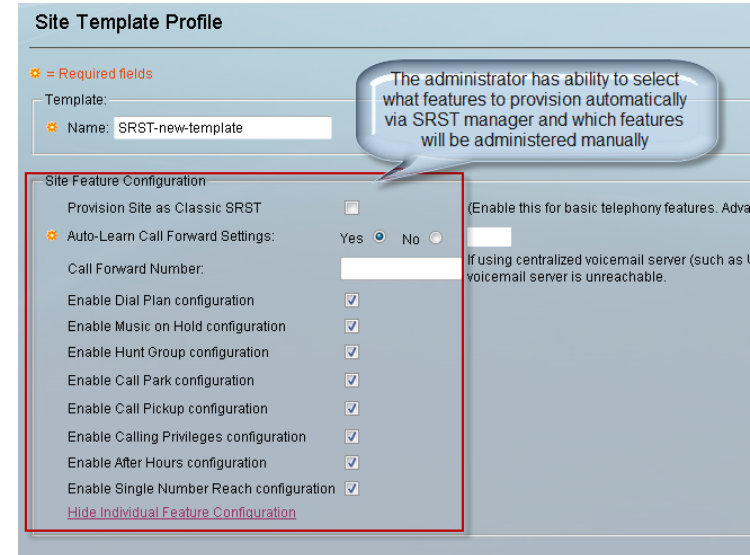 Site Template Profile
= Required fields
The administrator has ability to select
what features to provision automatically
via SRST manager and which features
will be administered manually
Template:
Name: SRST-new-template
Site Feature Configuration
Provision Site as Classic SRST
(Enable this for basic telephony features. Adva
Auto-Learn Call Forward Settings: Yes No
Call Forward Number:
If using centralized voicemail server (such as U
voicemail server is unreachable.
Enable Dial Plan configuration
Enable Music on Hold configuration
Enable Hunt Group configuration
Enable Call Park configuration
Enable Call Pickup configuration
Enable Calling Privileges configuration
Enable After Hours configuration
Enable Single Number Reach configuration
Hide Individual Feature Configuration